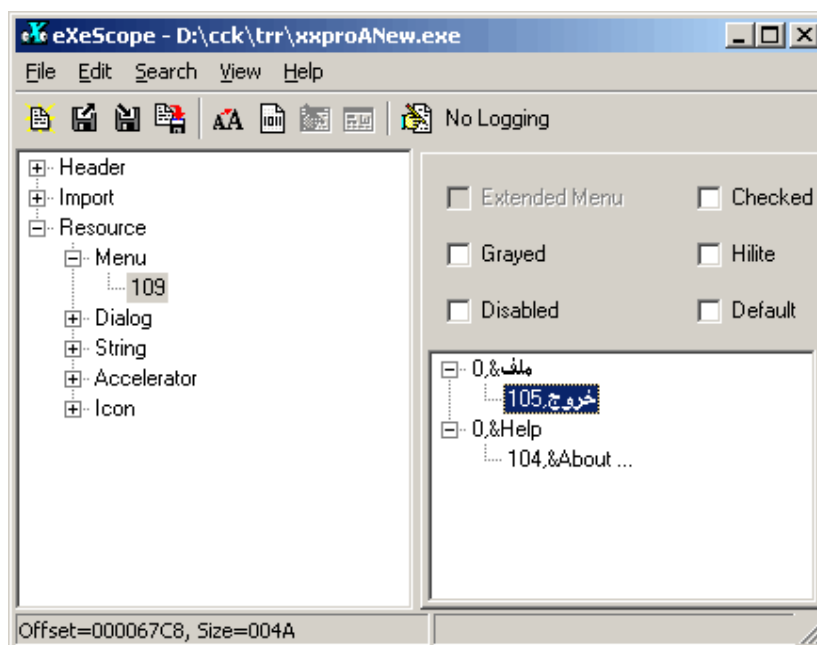 eXeScope - D:\cck\trr\xxproANew.exe
File Edit Search View Help
No Logging
Header
Import
Resource
Menu
109
Dialog
String
Accelerator
Icon
Extended Menu
Checked
Grayed
Hilite
Disabled
Default
0,&ملف
105,خروج
0,&Help
104,&About ...
Offset=000067C8, Size=004A